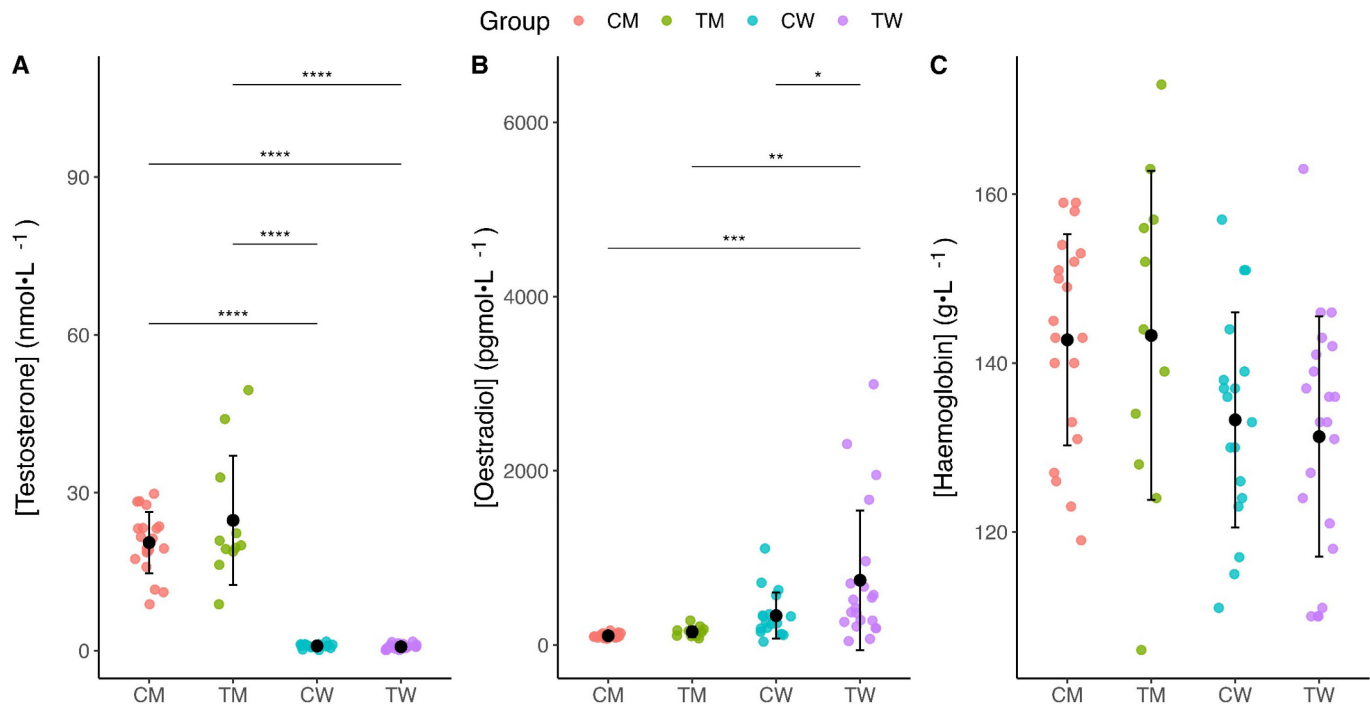 Group CM TM CW TW
A
[Testosterone] (nmol•L ⁻¹)
90
60
30
0
****
****
****
****
CM TM CW TW
B
[Oestradiol] (pgmol•L ⁻¹)
6000
4000
2000
0
*
**
***
CM TM CW TW
C
[Haemoglobin] (g•L ⁻¹)
160
140
120
CM TM CW TW